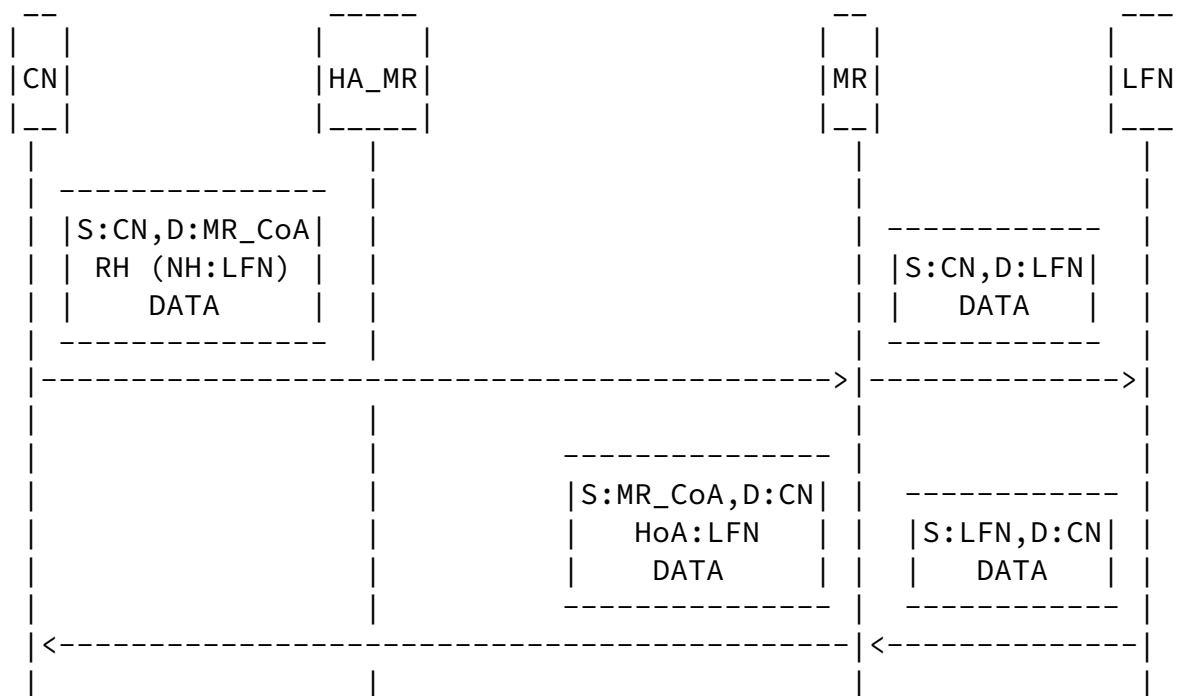 CN HA_MR MR LFN
S:CN,D:MR_CoA
RH (NH:LFN) S:CN,D:LFN
DATA DATA
S:MR_CoA,D:CN
HoA:LFN S:LFN,D:CN
DATA DATA